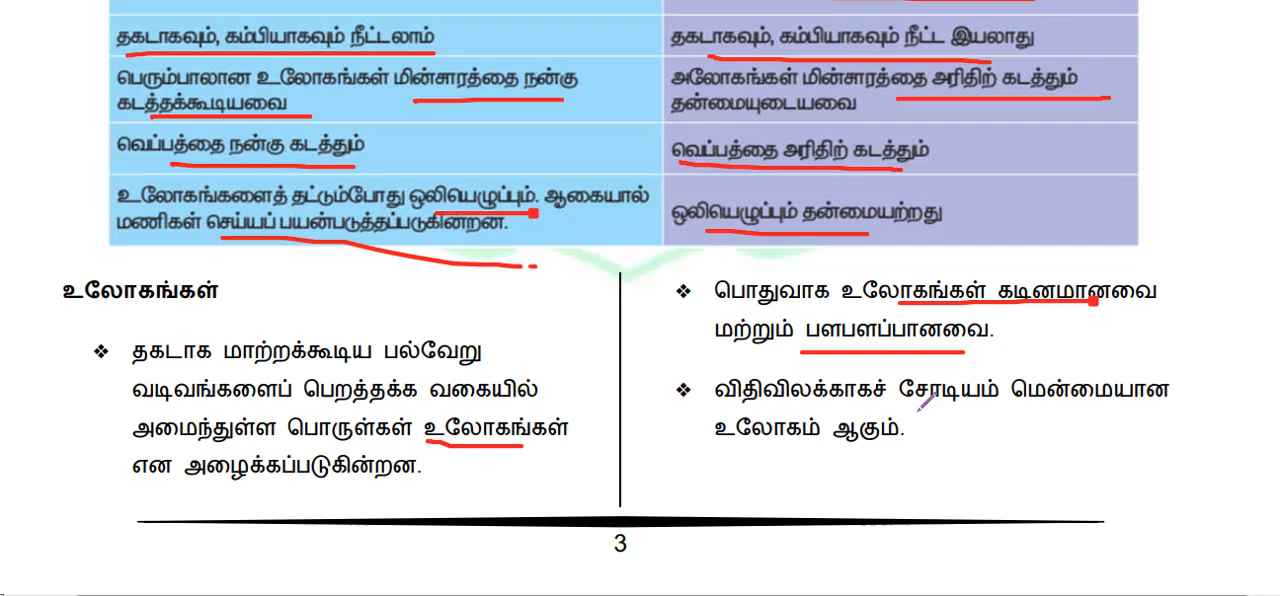 தகடாகவும், கம்பியாகவும் நீட்டலாம்
தகடாகவும், கம்பியாகவும் நீட்ட இயலாது
பெரும்பாலான உலோகங்கள் மின்சாரத்தை நன்கு
கடத்தக்கூடியவை
அலோகங்கள் மின்சாரத்தை அரிதிற் கடத்தும்
தன்மையுடையவை
வெப்பத்தை நன்கு கடத்தும்
வெப்பத்தை அரிதிற் கடத்தும்
உலோகங்களைத் தட்டும்போது ஒலியெழுப்பும். ஆகையால்
மணிகள் செய்யப் பயன்படுத்தப்படுகின்றன.
ஒலியெழுப்பும் தன்மையற்றது
உலோகங்கள்
❖ தகடாக மாற்றக்கூடிய பல்வேறு
வடிவங்களைப் பெறத்தக்க வகையில்
அமைந்துள்ள பொருள்கள் உலோகங்கள்
என அழைக்கப்படுகின்றன.
❖ பொதுவாக உலோகங்கள் கடினமானவை
மற்றும் பளபளப்பானவை.
❖ விதிவிலக்காகச் சோடியம் மென்மையான
உலோகம் ஆகும்.
3